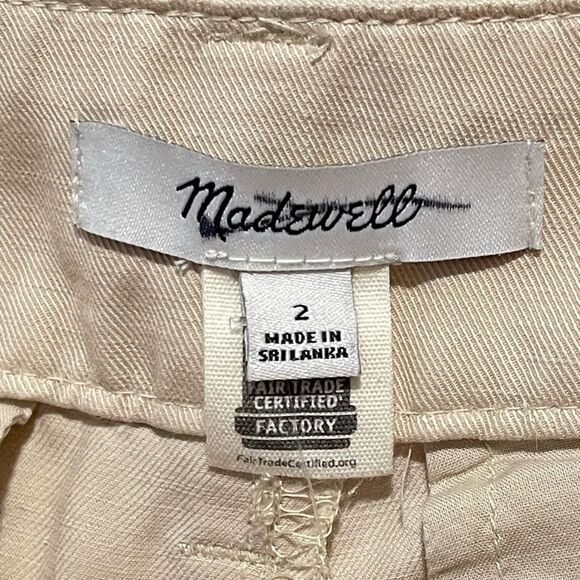 Madewell
2
MADE IN
SRI LANKA
FAIR TRADE
CERTIFIED
FACTORY
FairTradeCertified.org